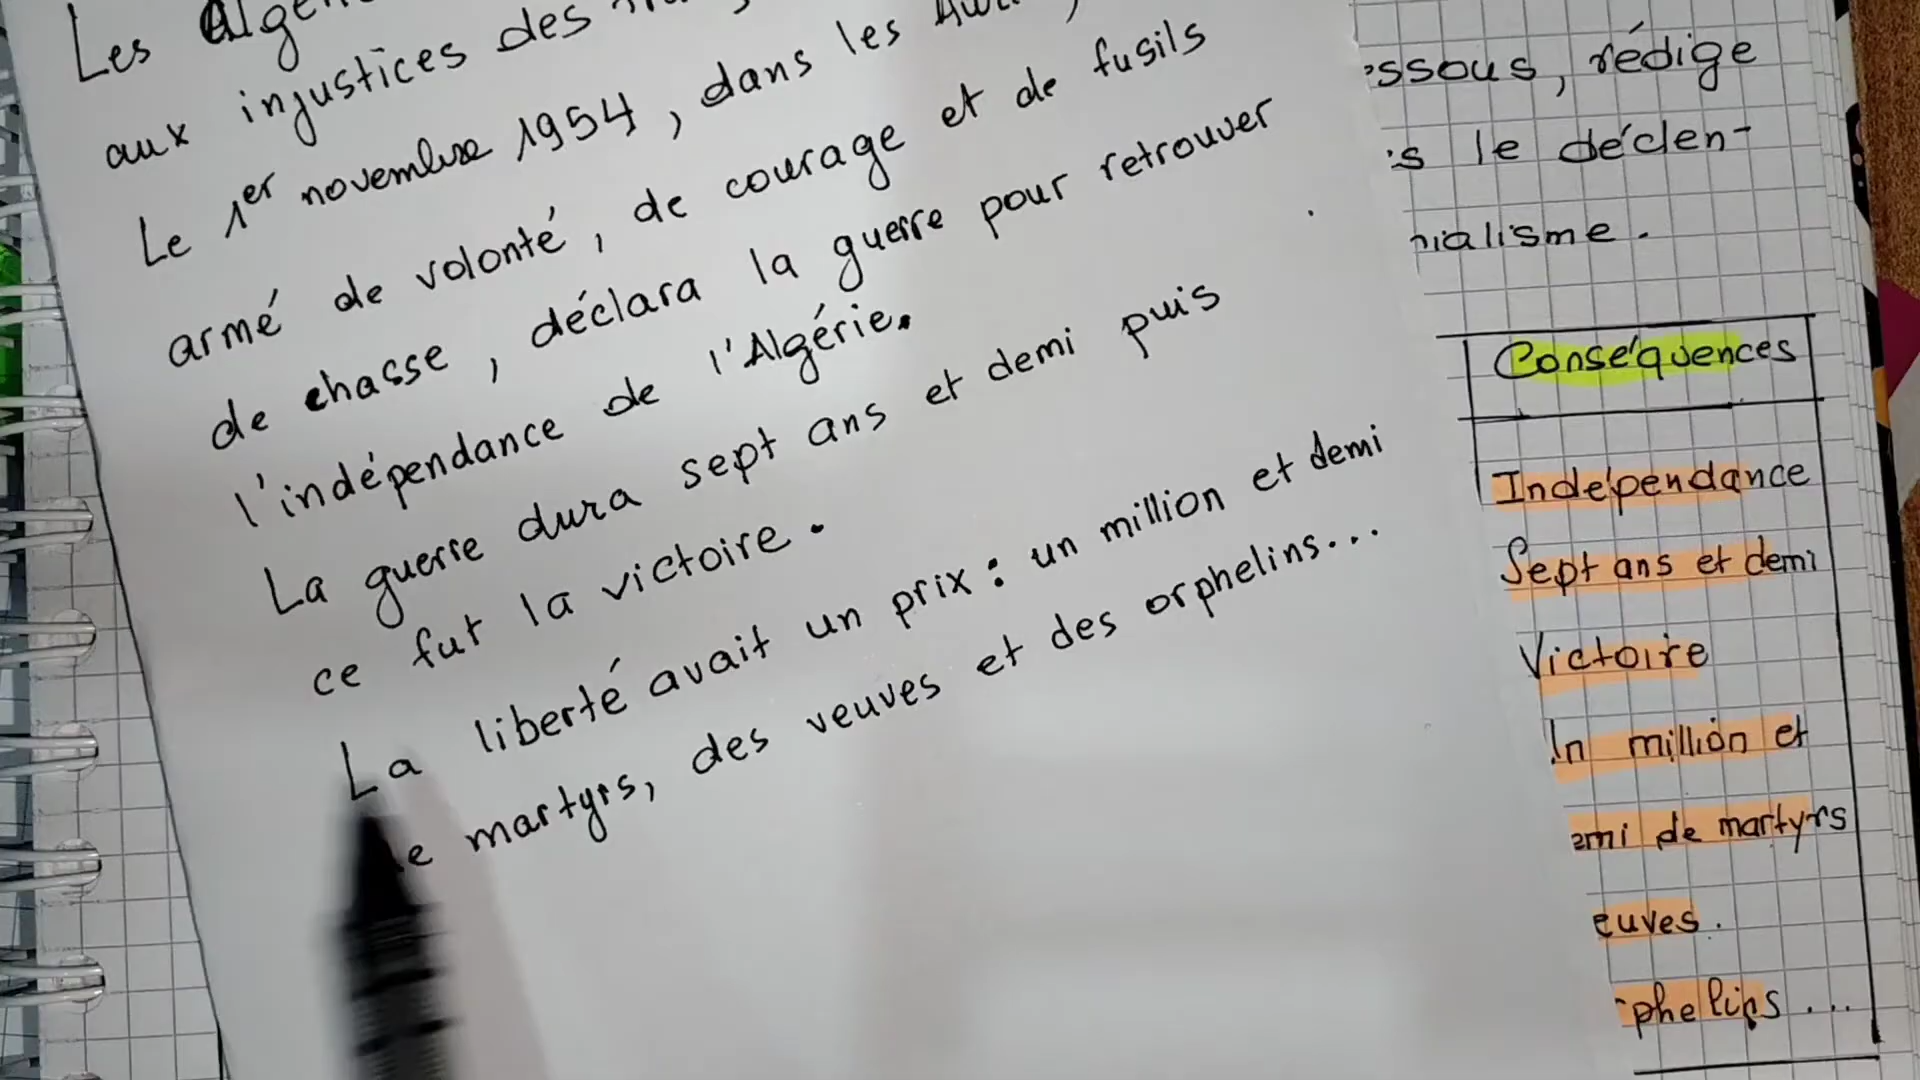 Les
aux injustices des
Le 1er novembre 1954, dans les
armé de volonté, de courage et de fusils
de chasse, déclara la guerre pour retrouver
l'indépendance de l'Algérie.
La guerre dura sept ans et demi puis
ce fut la victoire.
La liberté avait un prix : un million et demi
martyrs, des veuves et des orphelins...
essous, rédige
s le déclen-
nialisme.
Conséquences
Indépendance
Sept ans et demi
Victoire
n million et
emi de martyrs
euves.
phelins ...